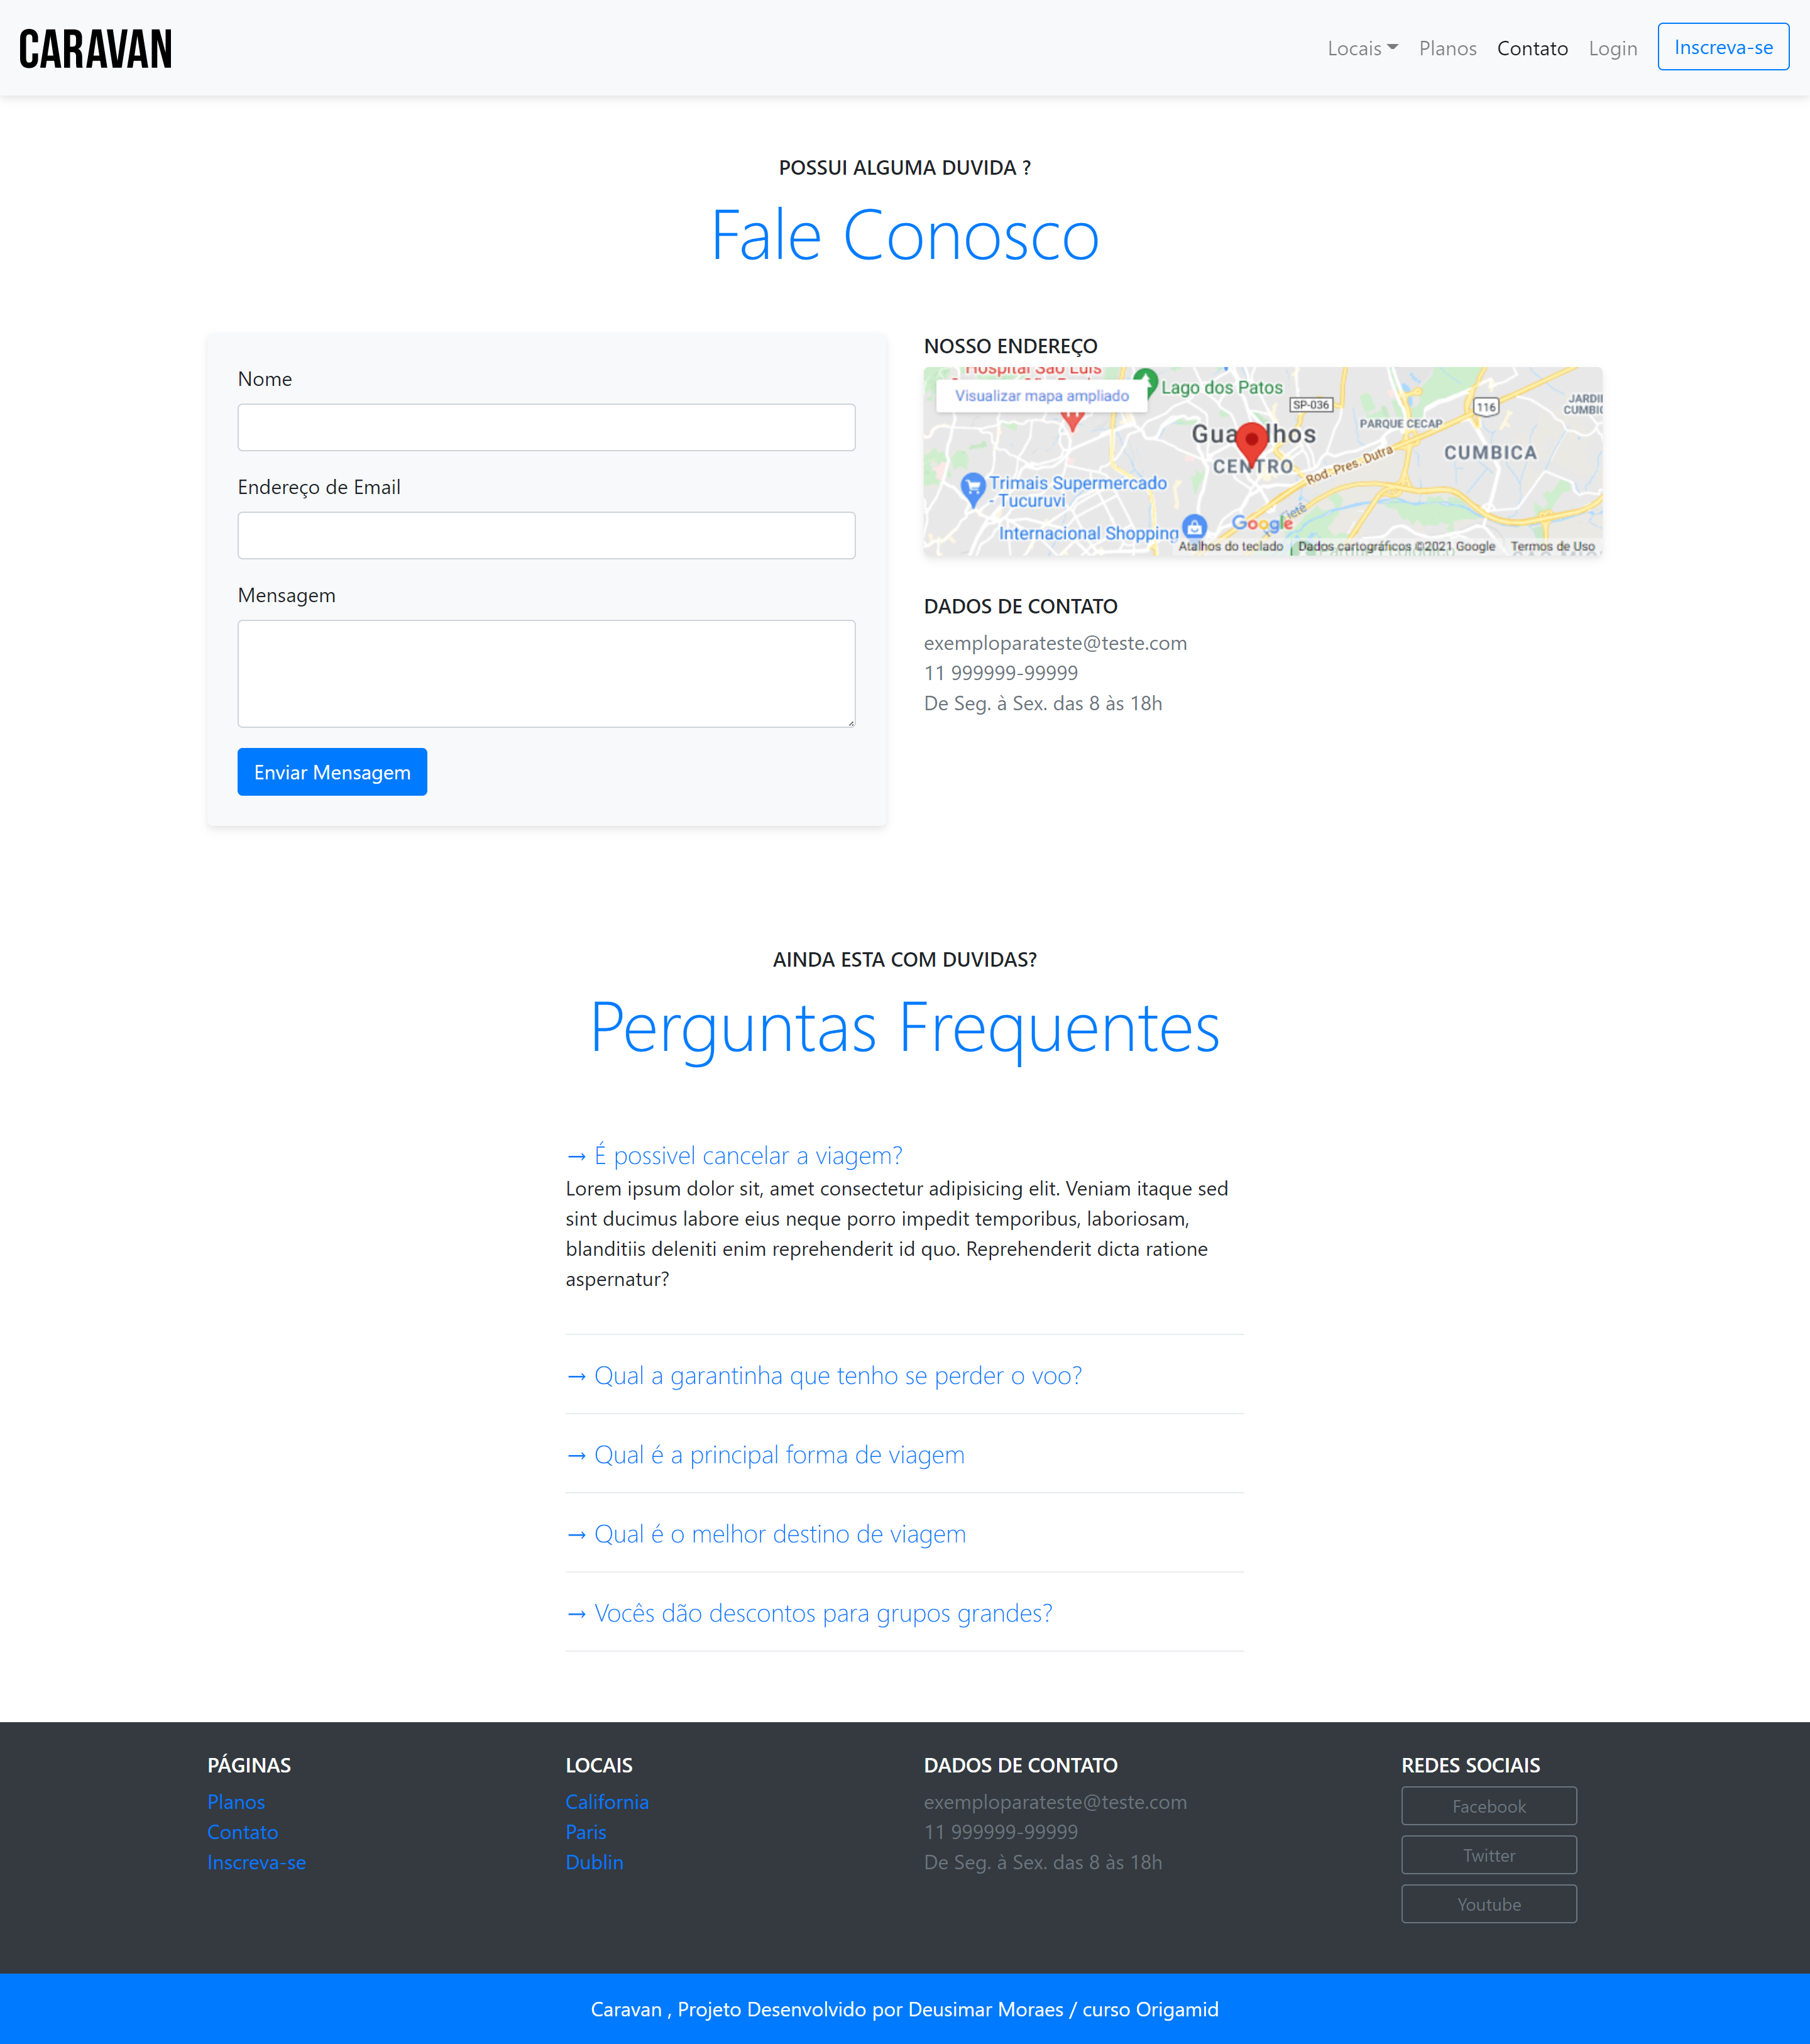 CARAVAN
Locais
Planos
Contato
Login
Inscreva-se
POSSUI ALGUMA DUVIDA ?
Fale Conosco
Nome
Endereço de Email
Mensagem
Enviar Mensagem
NOSSO ENDEREÇO
Hospital São Luis
Visualizar mapa ampliado
Lago dos Patos
SP-036
116
PARQUE CECAP
CUMBICA
CENTRO
Rod. Pres. Dutra
Trimais Supermercado
- Tucuruvi
Internacional Shopping
Google
Atalhos do teclado
Dados cartográficos ©2021 Google
Termos de Uso
DADOS DE CONTATO
exemploparateste@teste.com
11 999999-99999
De Seg. à Sex. das 8 às 18h
AINDA ESTA COM DUVIDAS?
Perguntas Frequentes
→ É possivel cancelar a viagem?
Lorem ipsum dolor sit, amet consectetur adipisicing elit. Veniam itaque sed
sint ducimus labore eius neque porro impedit temporibus, laboriosam,
blanditiis deleniti enim reprehenderit id quo. Reprehenderit dicta ratione
aspernatur?
→ Qual a garantinha que tenho se perder o voo?
→ Qual é a principal forma de viagem
→ Qual é o melhor destino de viagem
→ Vocês dão descontos para grupos grandes?
PÁGINAS
Planos
Contato
Inscreva-se
LOCAIS
California
Paris
Dublin
DADOS DE CONTATO
exemploparateste@teste.com
11 999999-99999
De Seg. à Sex. das 8 às 18h
REDES SOCIAIS
Facebook
Twitter
Youtube
Caravan , Projeto Desenvolvido por Deusimar Moraes / curso Origamid